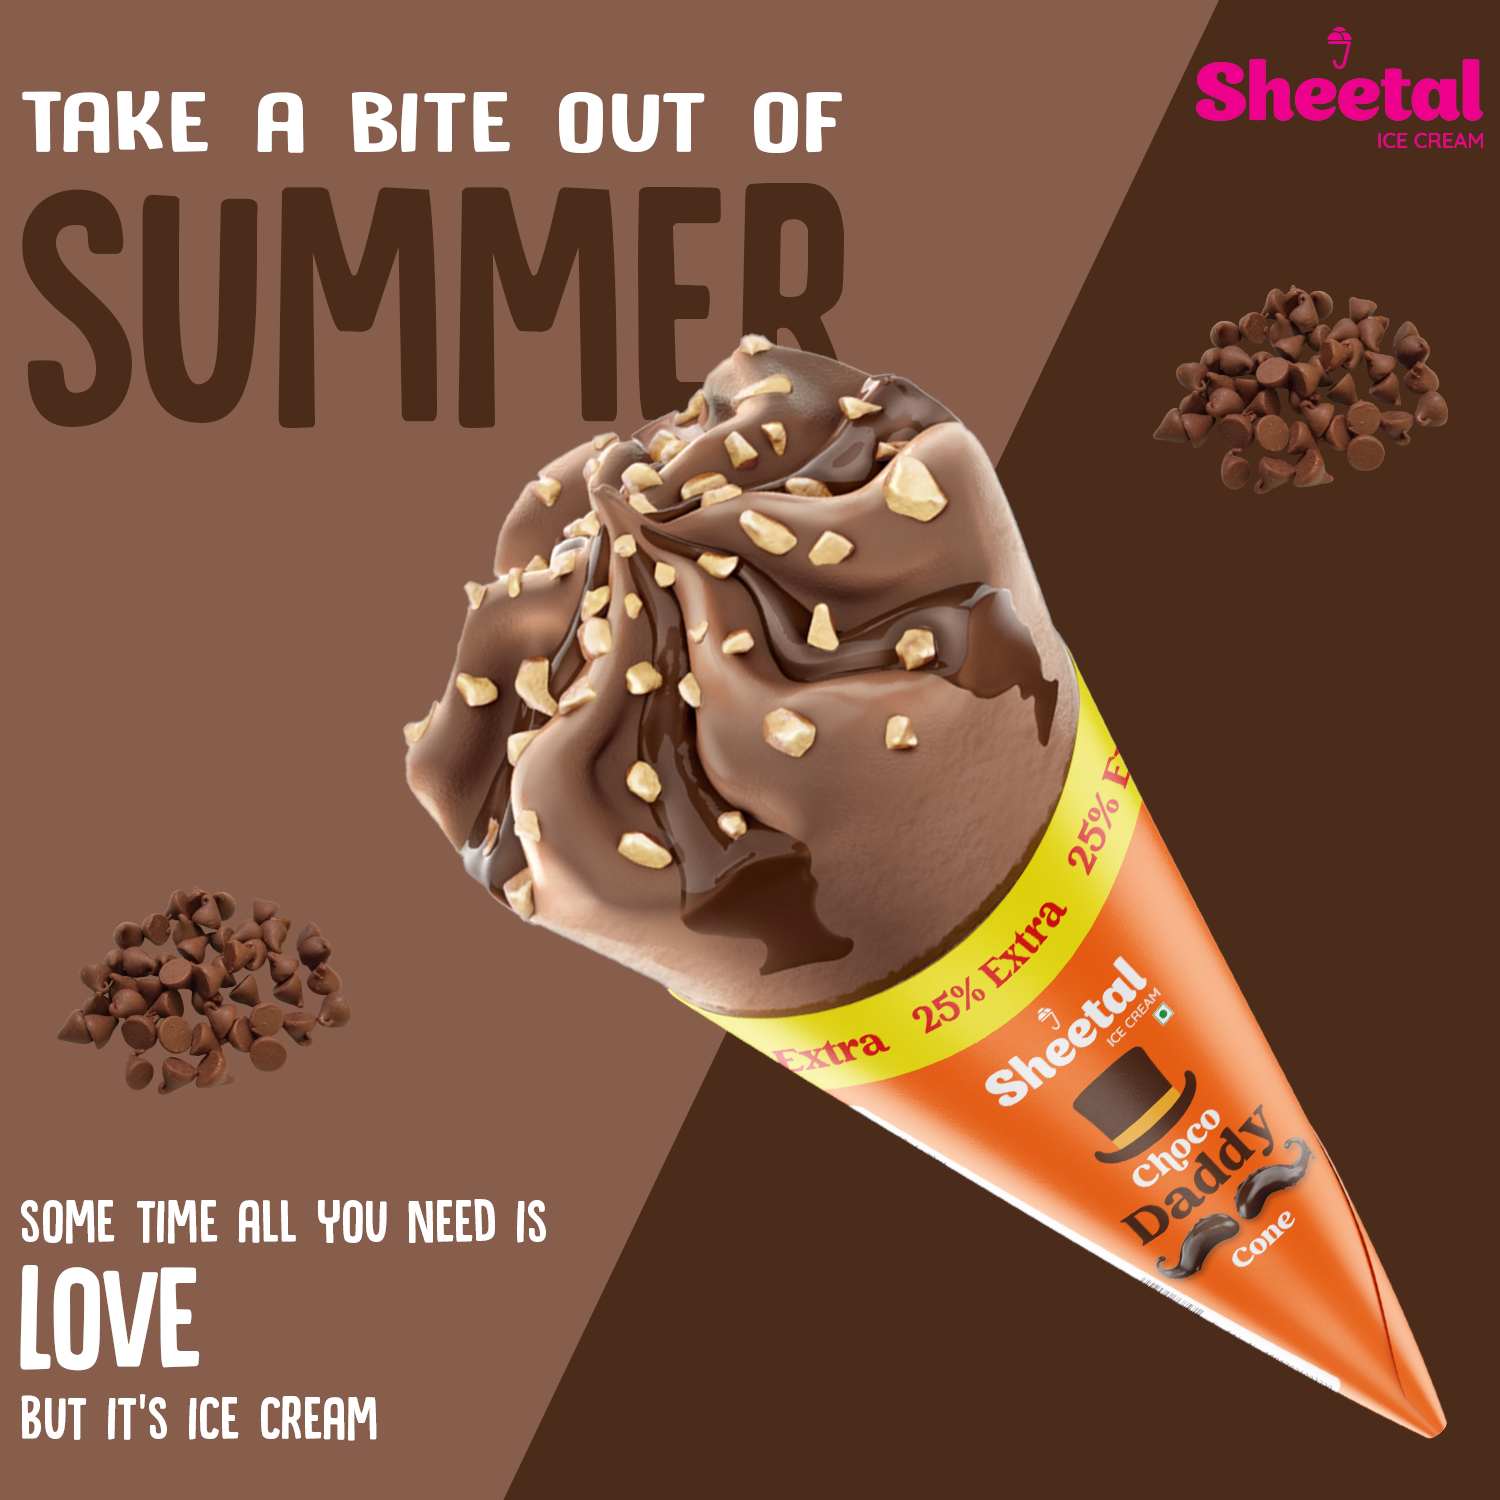 Sheetal
ICE CREAM
TAKE A BITE OUT OF
SUMMER
Extra 25% Extra 25%
Sheetal
ICE CREAM
Choco
Daddy
Cone
SOME TIME ALL YOU NEED IS
LOVE
BUT IT'S ICE CREAM